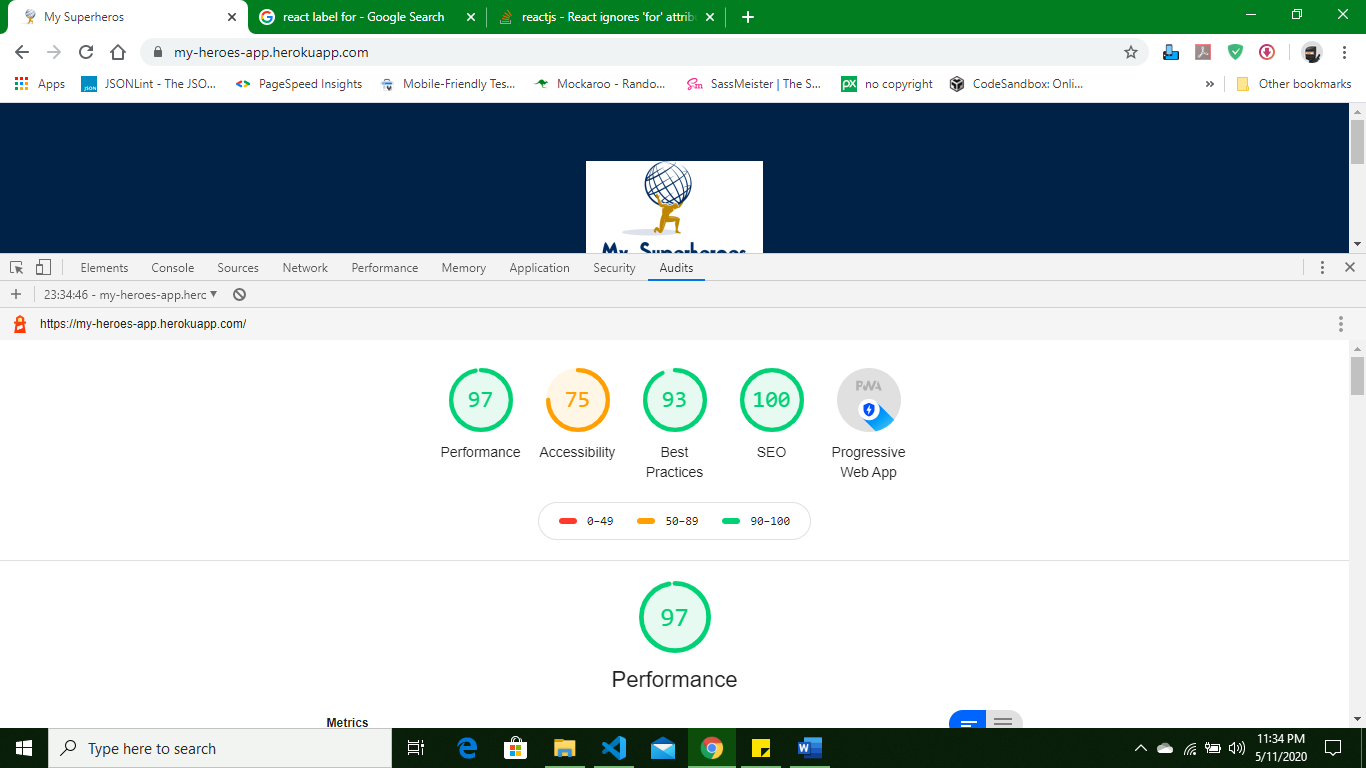 My Superheros
react label for - Google Search
reactjs - React ignores 'for' attrib
my-heroes-app.herokuapp.com
Apps
JSONLint - The JSO...
PageSpeed Insights
Mobile-Friendly Tes...
Mockaroo - Rando...
SassMeister | The S...
no copyright
CodeSandbox: Onli...
»
Other bookmarks
My Superheroes
Elements
Console
Sources
Network
Performance
Memory
Application
Security
Audits
23:34:46 - my-heroes-app.herc
https://my-heroes-app.herokuapp.com/
97
75
93
100
PWA
Performance
Accessibility
Best
Practices
SEO
Progressive
Web App
0–49
50–89
90–100
97
Performance
Metrics
Type here to search
11:34 PM
5/11/2020